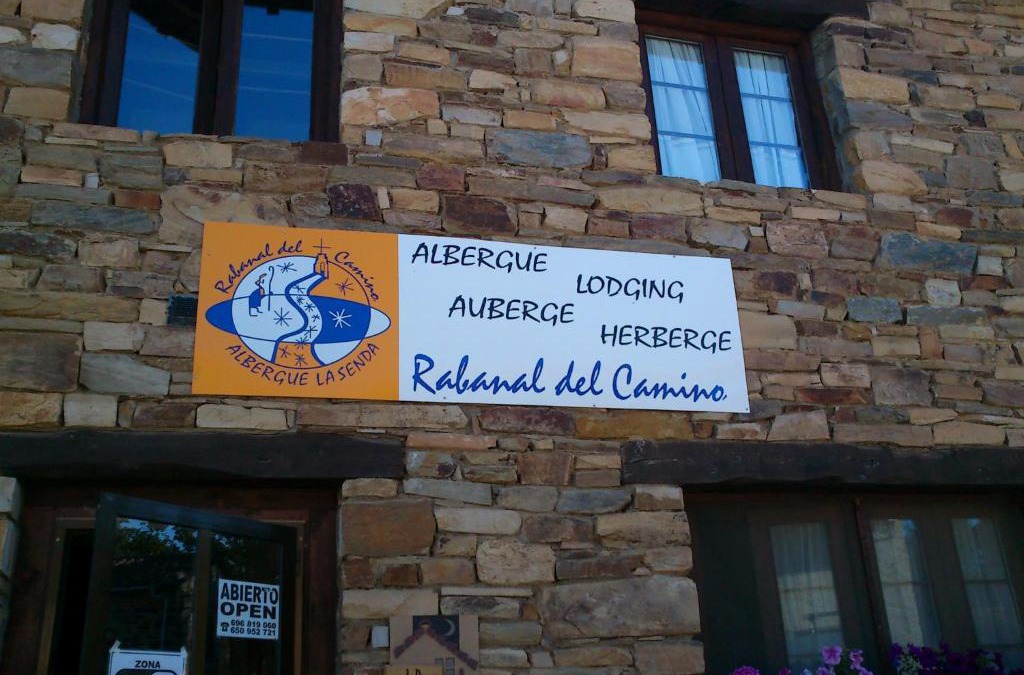 Rabanal del Camino
ALBERGUE LA SENDA
ALBERGUE
LODGING
AUBERGE
HERBERGE
Rabanal del Camino.
ABIERTO
OPEN
696 819 060
650 952 721
ZONA